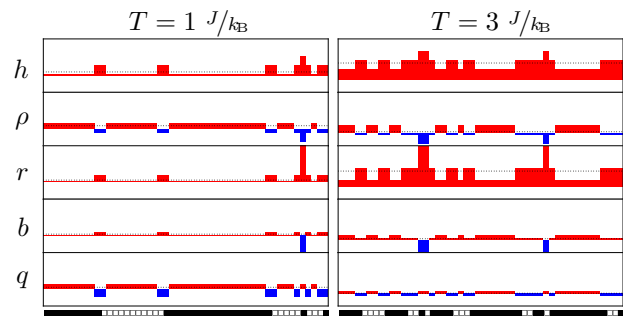 T = 1 J/kB T = 3 J/kB
h
ρ
r
b
q